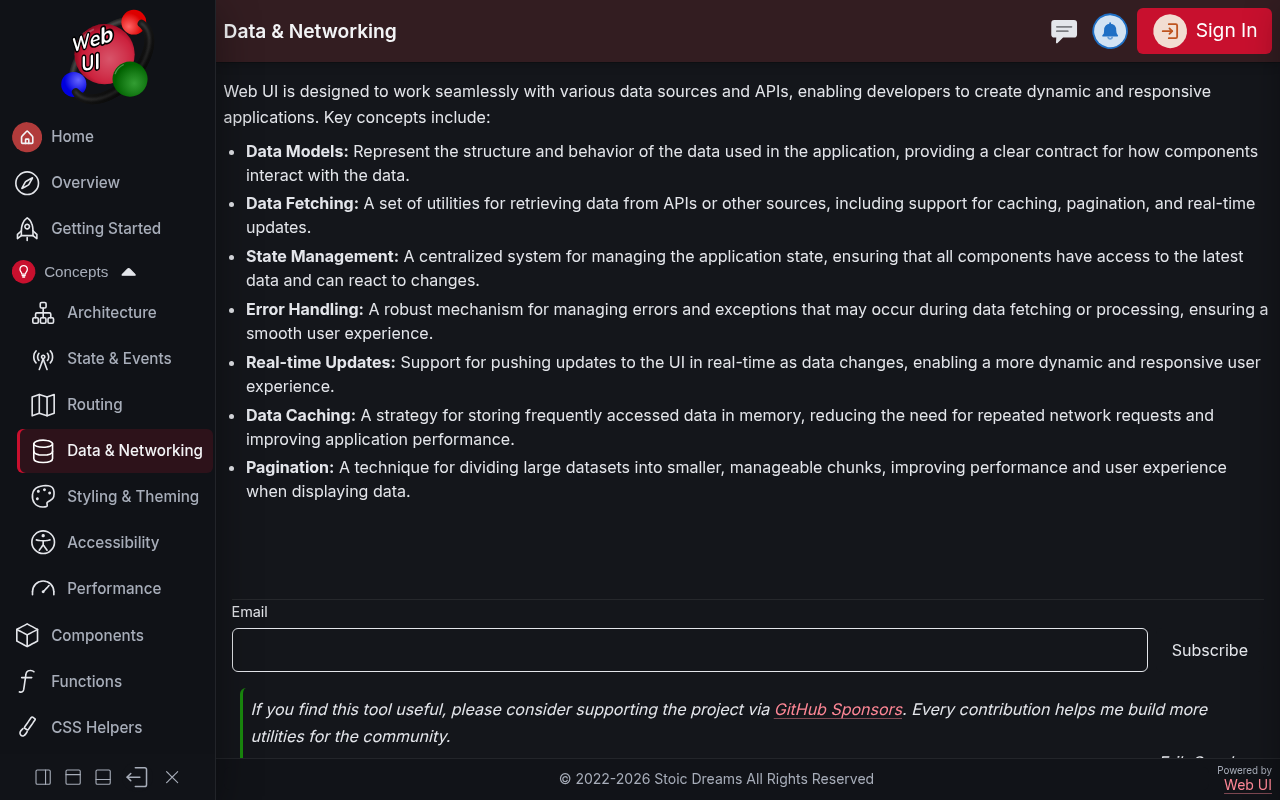 Web
UI
Home
Overview
Getting Started
Concepts
Architecture
State & Events
Routing
Data & Networking
Styling & Theming
Accessibility
Performance
Components
Functions
CSS Helpers
Data & Networking
Sign In
Web UI is designed to work seamlessly with various data sources and APIs, enabling developers to create dynamic and responsive
applications. Key concepts include:
Data Models: Represent the structure and behavior of the data used in the application, providing a clear contract for how components
interact with the data.
Data Fetching: A set of utilities for retrieving data from APIs or other sources, including support for caching, pagination, and real-time
updates.
State Management: A centralized system for managing the application state, ensuring that all components have access to the latest
data and can react to changes.
Error Handling: A robust mechanism for managing errors and exceptions that may occur during data fetching or processing, ensuring a
smooth user experience.
Real-time Updates: Support for pushing updates to the UI in real-time as data changes, enabling a more dynamic and responsive user
experience.
Data Caching: A strategy for storing frequently accessed data in memory, reducing the need for repeated network requests and
improving application performance.
Pagination: A technique for dividing large datasets into smaller, manageable chunks, improving performance and user experience
when displaying data.
Email
Subscribe
If you find this tool useful, please consider supporting the project via GitHub Sponsors. Every contribution helps me build more
utilities for the community.
© 2022-2026 Stoic Dreams All Rights Reserved
Powered by
Web UI